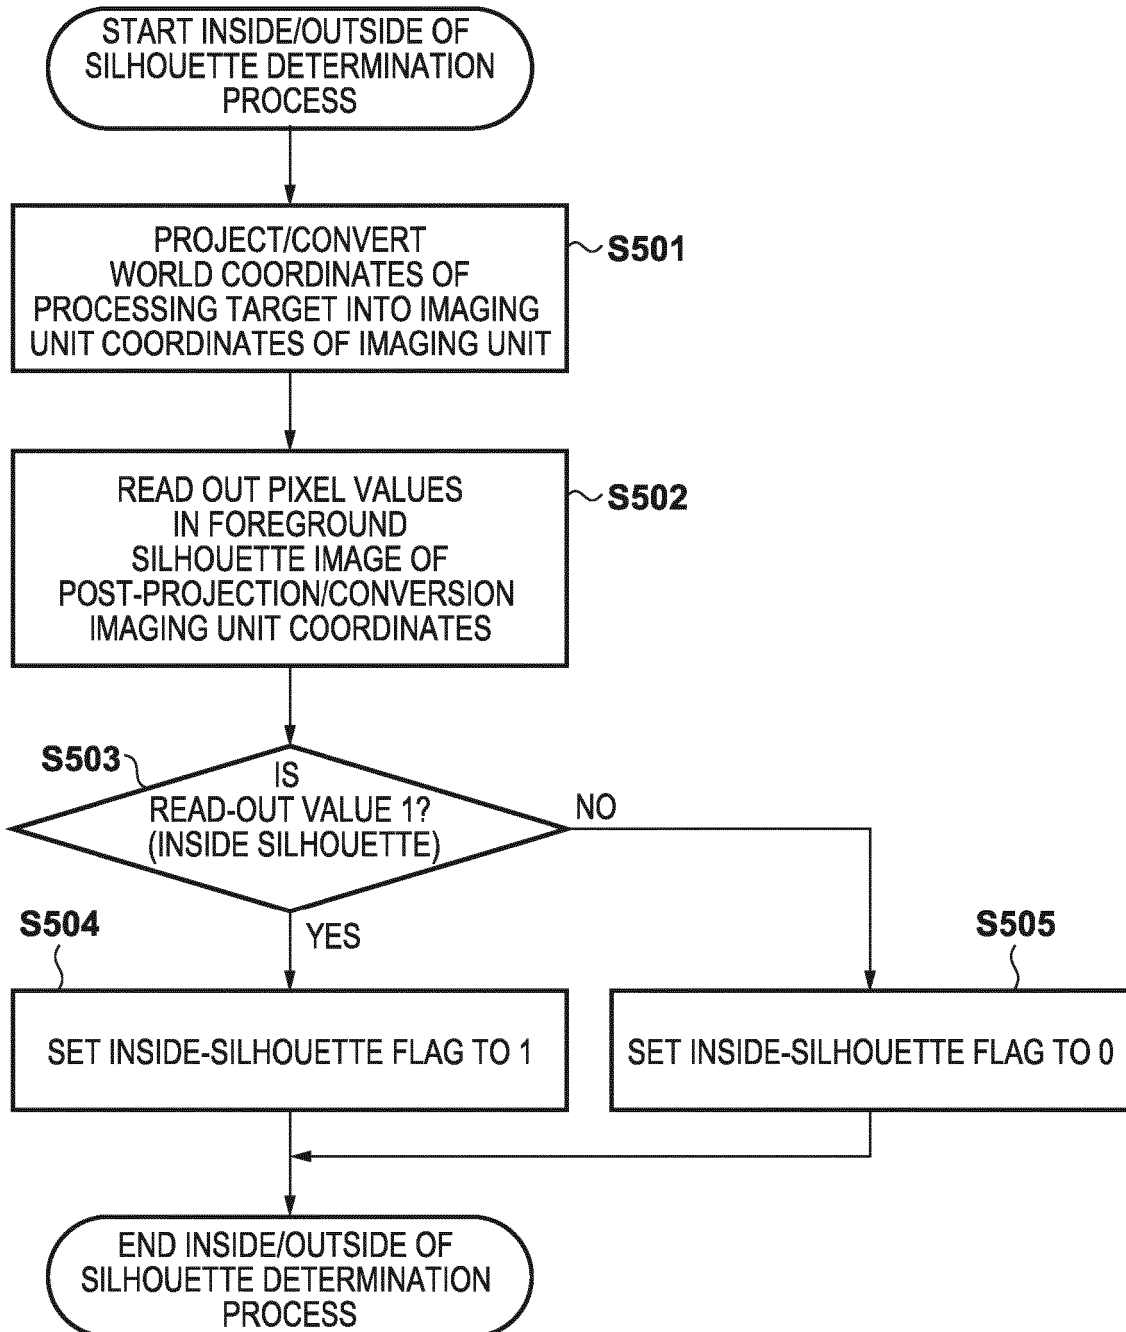 START INSIDE/OUTSIDE OF
SILHOUETTE DETERMINATION
PROCESS
PROJECT/CONVERT
WORLD COORDINATES OF
PROCESSING TARGET INTO IMAGING
UNIT COORDINATES OF IMAGING UNIT
S501
READ OUT PIXEL VALUES
IN FOREGROUND
SILHOUETTE IMAGE OF
POST-PROJECTION/CONVERSION
IMAGING UNIT COORDINATES
S502
S503
IS
READ-OUT VALUE 1?
(INSIDE SILHOUETTE)
NO
YES
S504
SET INSIDE-SILHOUETTE FLAG TO 1
S505
SET INSIDE-SILHOUETTE FLAG TO 0
END INSIDE/OUTSIDE OF
SILHOUETTE DETERMINATION
PROCESS